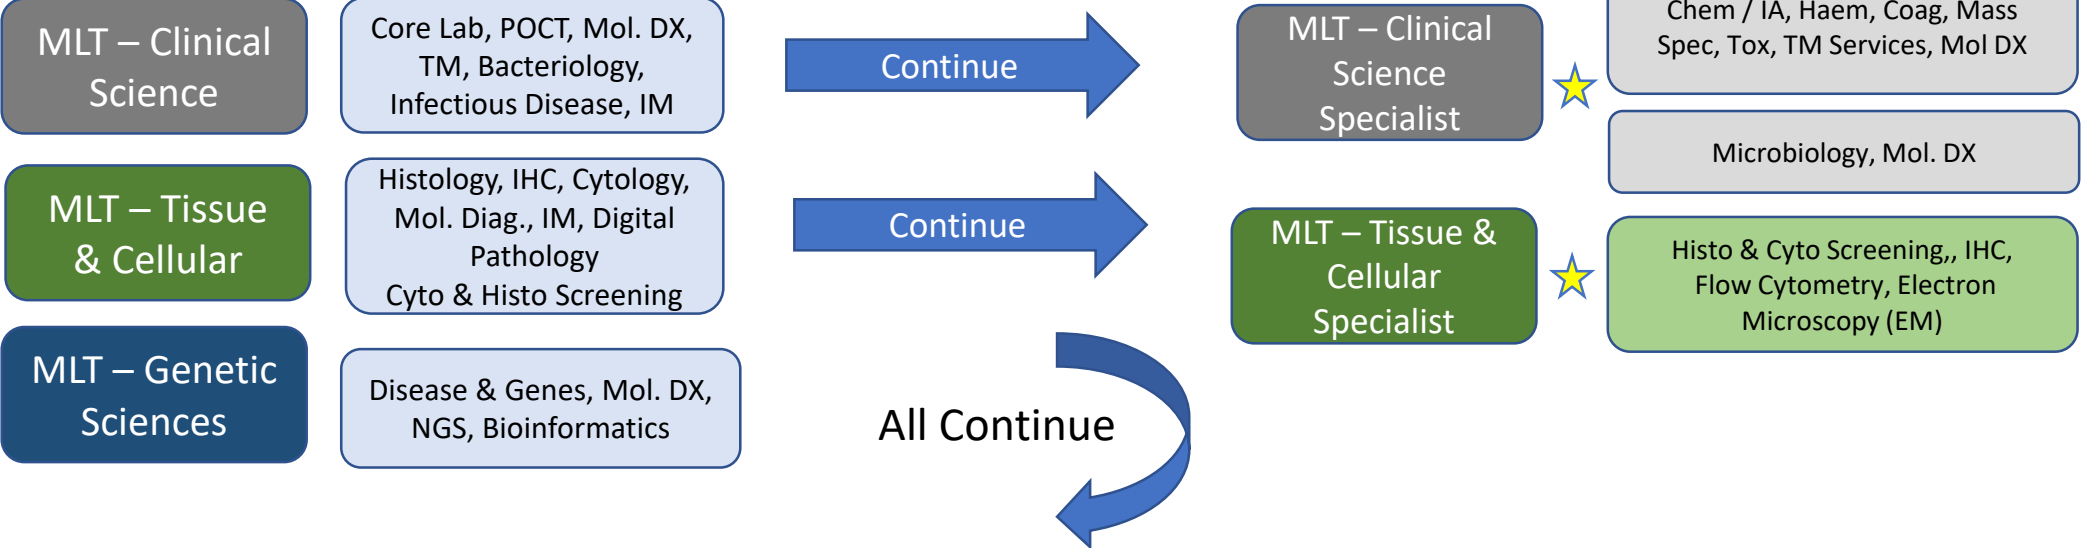 MLT – Clinical
Science
Core Lab, POCT, Mol. DX,
TM, Bacteriology,
Infectious Disease, IM
Continue
MLT – Clinical
Science
Specialist
Chem / IA, Haem, Coag, Mass
Spec, Tox, TM Services, Mol DX
Microbiology, Mol. DX
MLT – Tissue
& Cellular
Histology, IHC, Cytology,
Mol. Diag., IM, Digital
Pathology
Cyto & Histo Screening
Continue
MLT – Tissue &
Cellular
Specialist
Histo & Cyto Screening,, IHC,
Flow Cytometry, Electron
Microscopy (EM)
MLT – Genetic
Sciences
Disease & Genes, Mol. DX,
NGS, Bioinformatics
All Continue